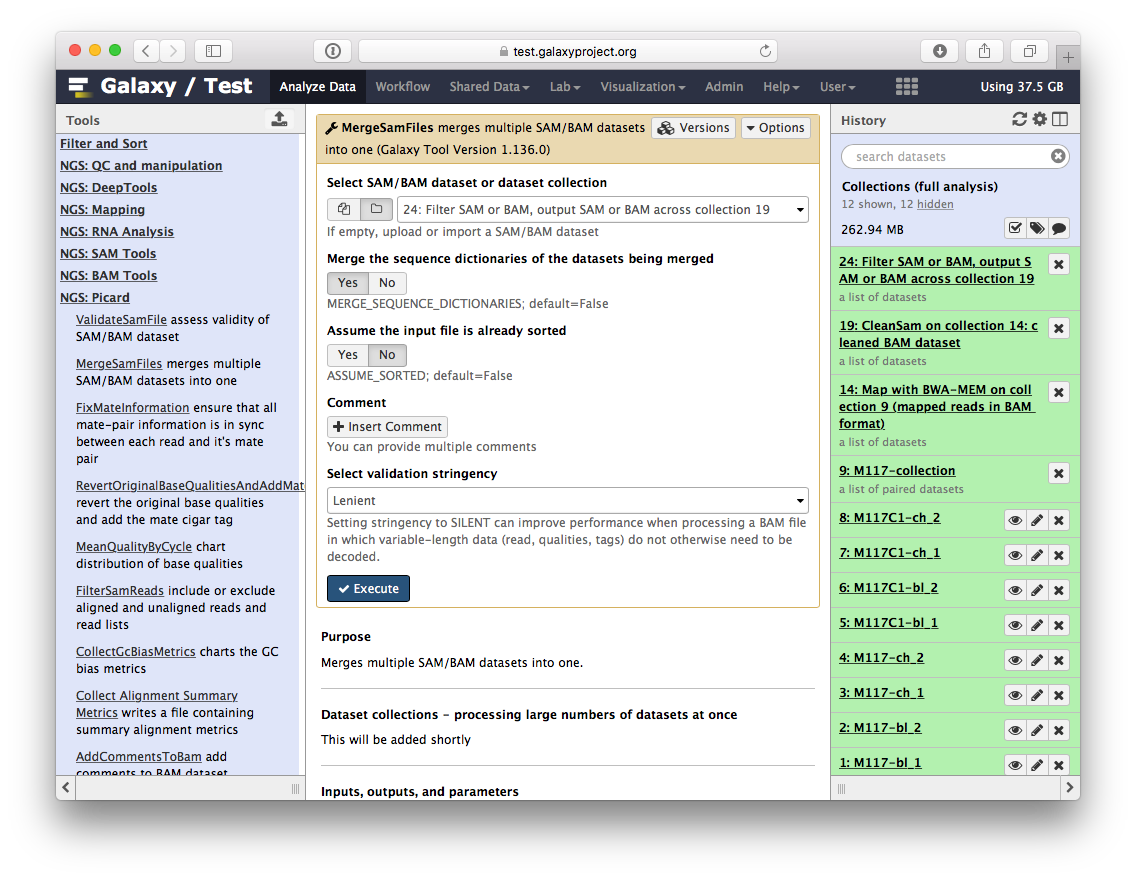 test.galaxyproject.org
Galaxy / Test
Analyze Data
Workflow
Shared Data
Lab
Visualization
Admin
Help
User
Using 37.5 GB
Tools
Filter and Sort
NGS: QC and manipulation
NGS: DeepTools
NGS: Mapping
NGS: RNA Analysis
NGS: SAM Tools
NGS: BAM Tools
NGS: Picard
ValidateSamFile assess validity of
SAM/BAM dataset
MergeSamFiles merges multiple
SAM/BAM datasets into one
FixMateInformation ensure that all
mate-pair information is in sync
between each read and it's mate
pair
RevertOriginalBaseQualitiesAndAddMat
revert the original base qualities
and add the mate cigar tag
MeanQualityByCycle chart
distribution of base qualities
FilterSamReads include or exclude
aligned and unaligned reads and
read lists
CollectGcBiasMetrics charts the GC
bias metrics
Collect Alignment Summary
Metrics writes a file containing
summary alignment metrics
AddCommentsToBam add
comments to BAM dataset
MergeSamFiles merges multiple SAM/BAM datasets
into one (Galaxy Tool Version 1.136.0)
Versions
Options
Select SAM/BAM dataset or dataset collection
24: Filter SAM or BAM, output SAM or BAM across collection 19
If empty, upload or import a SAM/BAM dataset
Merge the sequence dictionaries of the datasets being merged
Yes No
MERGE_SEQUENCE_DICTIONARIES; default=False
Assume the input file is already sorted
Yes No
ASSUME_SORTED; default=False
Comment
Insert Comment
You can provide multiple comments
Select validation stringency
Lenient
Setting stringency to SILENT can improve performance when processing a BAM file
in which variable-length data (read, qualities, tags) do not otherwise need to be
decoded.
Execute
Purpose
Merges multiple SAM/BAM datasets into one.
Dataset collections - processing large numbers of datasets at once
This will be added shortly
Inputs, outputs, and parameters
History
search datasets
Collections (full analysis)
12 shown, 12 hidden
262.94 MB
24: Filter SAM or BAM, output S
AM or BAM across collection 19
a list of datasets
19: CleanSam on collection 14: c
leaned BAM dataset
a list of datasets
14: Map with BWA-MEM on coll
ection 9 (mapped reads in BAM
format)
a list of datasets
9: M117-collection
a list of paired datasets
8: M117C1-ch_2
7: M117C1-ch_1
6: M117C1-bl_2
5: M117C1-bl_1
4: M117-ch_2
3: M117-ch_1
2: M117-bl_2
1: M117-bl_1